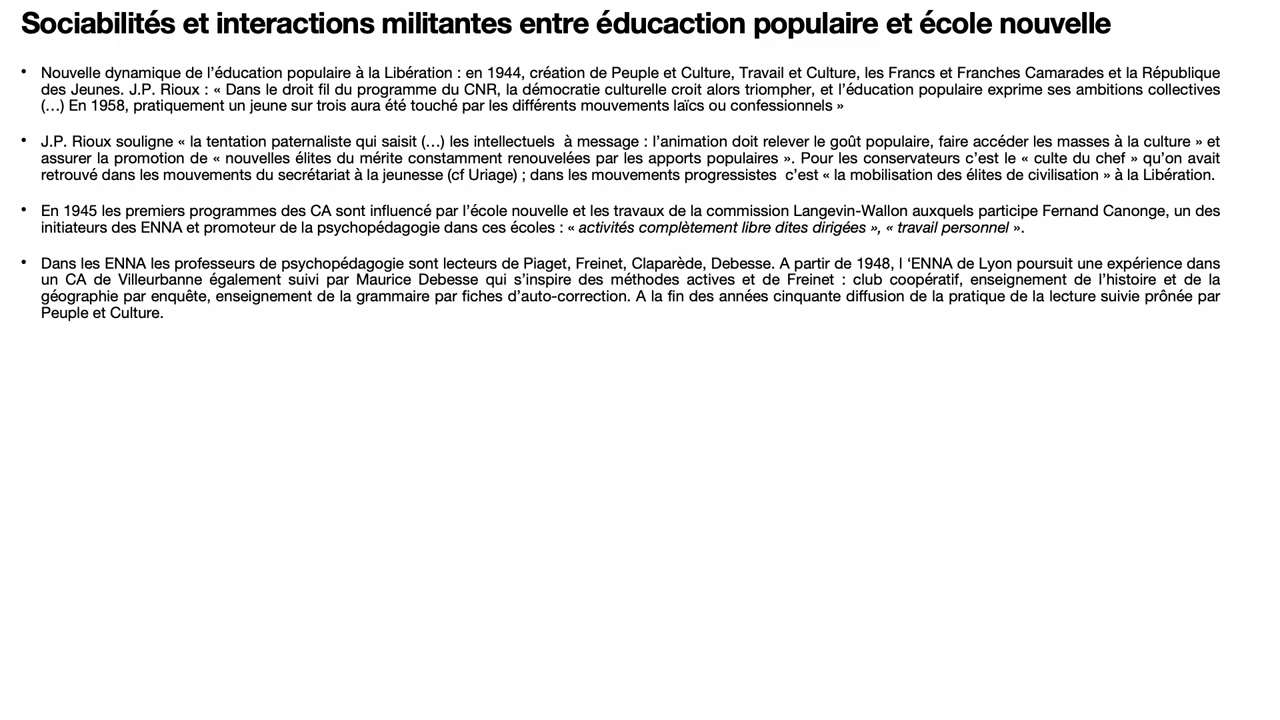 Sociabilités et interactions militantes entre éducaction populaire et école nouvelle
• Nouvelle dynamique de l’éducation populaire à la Libération : en 1944, création de Peuple et Culture, Travail et Culture, les Francs et Franches Camarades et la République
des Jeunes. J.P. Rioux : « Dans le droit fil du programme du CNR, la démocratie culturelle croit alors triompher, et l’éducation populaire exprime ses ambitions collectives
(…) En 1958, pratiquement un jeune sur trois aura été touché par les différents mouvements laïcs ou confessionnels »
• J.P. Rioux souligne « la tentation paternaliste qui saisit (…) les intellectuels  à message : l’animation doit relever le goût populaire, faire accéder les masses à la culture » et
assurer la promotion de « nouvelles élites du mérite constamment renouvelées par les apports populaires ». Pour les conservateurs c’est le « culte du chef » qu’on avait
retrouvé dans les mouvements du secrétariat à la jeunesse (cf Uriage) ; dans les mouvements progressistes  c’est « la mobilisation des élites de civilisation » à la Libération.
• En 1945 les premiers programmes des CA sont influencé par l’école nouvelle et les travaux de la commission Langevin-Wallon auxquels participe Fernand Canonge, un des
initiateurs des ENNA et promoteur de la psychopédagogie dans ces écoles : « activités complètement libre dites dirigées », « travail personnel ».
• Dans les ENNA les professeurs de psychopédagogie sont lecteurs de Piaget, Freinet, Claparède, Debesse. A partir de 1948, l ‘ENNA de Lyon poursuit une expérience dans
un CA de Villeurbanne également suivi par Maurice Debesse qui s’inspire des méthodes actives et de Freinet : club coopératif, enseignement de l’histoire et de la
géographie par enquête, enseignement de la grammaire par fiches d’auto-correction. A la fin des années cinquante diffusion de la pratique de la lecture suivie prônée par
Peuple et Culture.